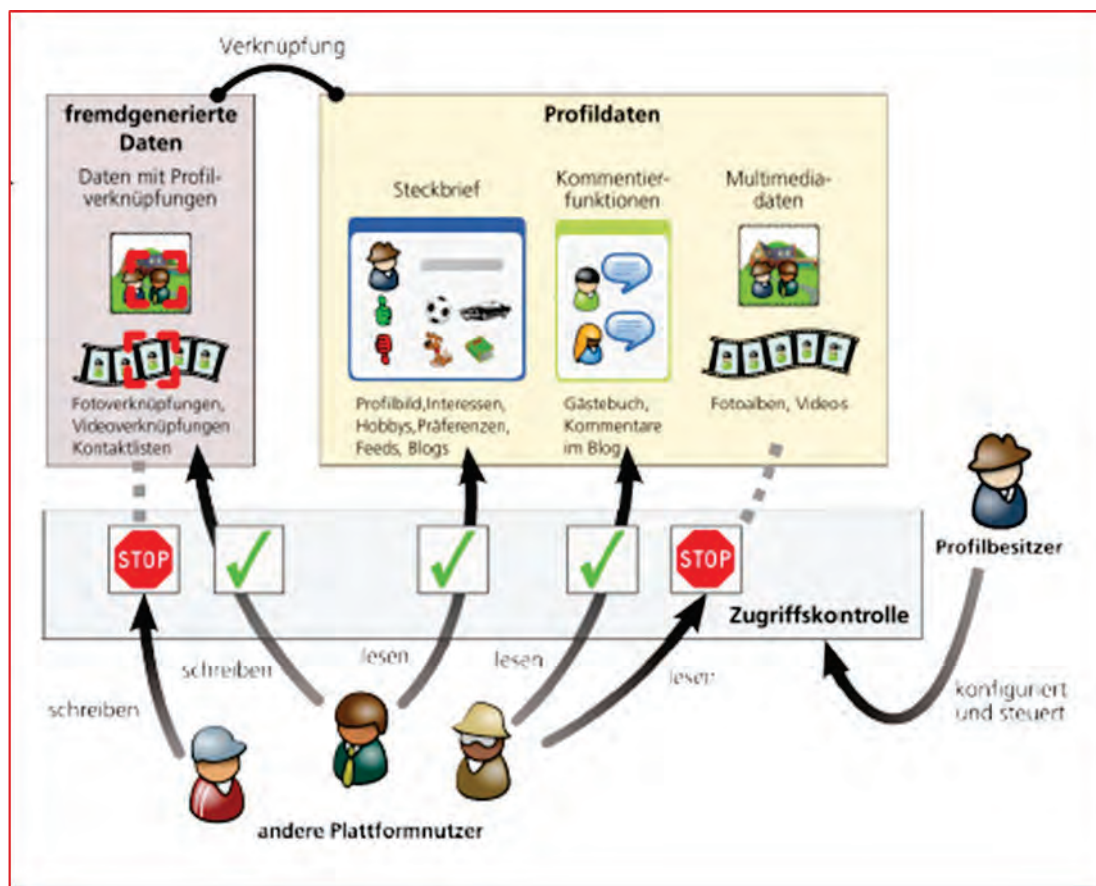 Verknüpfung
fremdgenerierte
Daten
Daten mit Profil-
verknüpfungen
Fotoverknüpfungen,
Videoverknüpfungen
Kontaktlisten
Profildaten
Steckbrief
Profilbild,Interessen,
Hobbys,Präferenzen,
Feeds, Blogs
Kommentier-
funktionen
Gästebuch,
Kommentare
im Blog
Multimedia-
daten
Fotoalben, Videos
STOP
STOP
Profilbesitzer
Zugriffskontrolle
schreiben
schreiben
lesen
lesen
lesen
konfiguriert
und steuert
andere Plattformnutzer